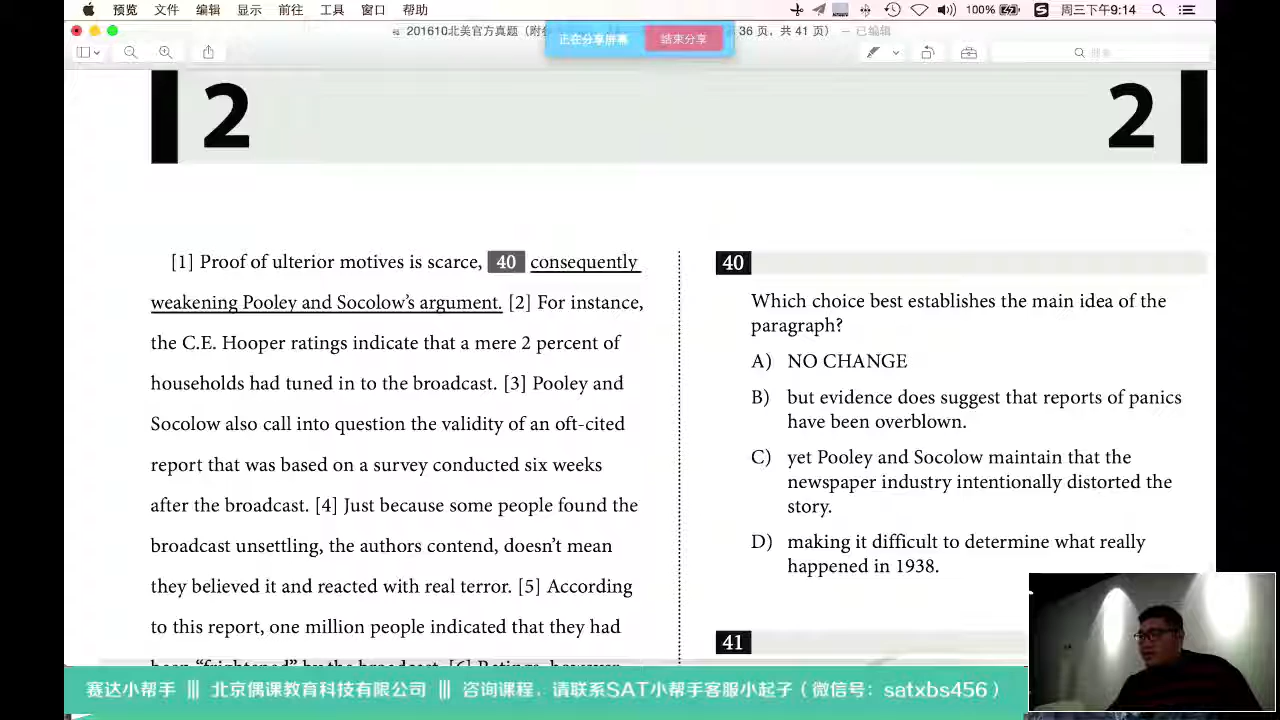 预览 文件 编辑 显示 前往 工具 窗口 帮助 100% 周三下午9:14
201610北美官方真题（附 36 页，共 41 页） — 已编辑
正在分享屏幕 结束分享
搜索
2 2
[1] Proof of ulterior motives is scarce, 40 consequently
weakening Pooley and Socolow’s argument. [2] For instance,
the C.E. Hooper ratings indicate that a mere 2 percent of
households had tuned in to the broadcast. [3] Pooley and
Socolow also call into question the validity of an oft-cited
report that was based on a survey conducted six weeks
after the broadcast. [4] Just because some people found the
broadcast unsettling, the authors contend, doesn’t mean
they believed it and reacted with real terror. [5] According
to this report, one million people indicated that they had
been “frightened” by the broadcast. [6] Ratings, however,
40
Which choice best establishes the main idea of the
paragraph?
A) NO CHANGE
B) but evidence does suggest that reports of panics
have been overblown.
C) yet Pooley and Socolow maintain that the
newspaper industry intentionally distorted the
story.
D) making it difficult to determine what really
happened in 1938.
41
赛达小帮手 ||| 北京偶课教育科技有限公司 ||| 咨询课程，请联系SAT小帮手客服小起子（微信号：satxbs456）